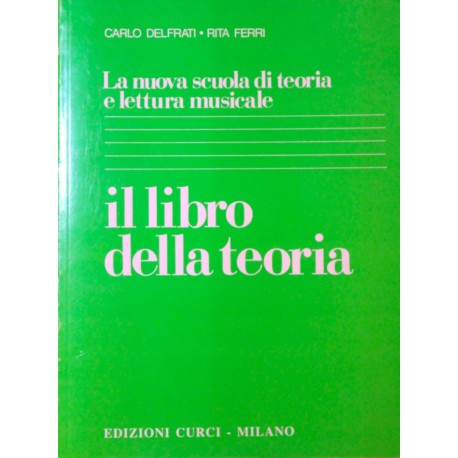 CARLO DELFRATI • RITA FERRI
La nuova scuola di teoria
e lettura musicale
il libro
della teoria
EDIZIONI CURCI - MILANO